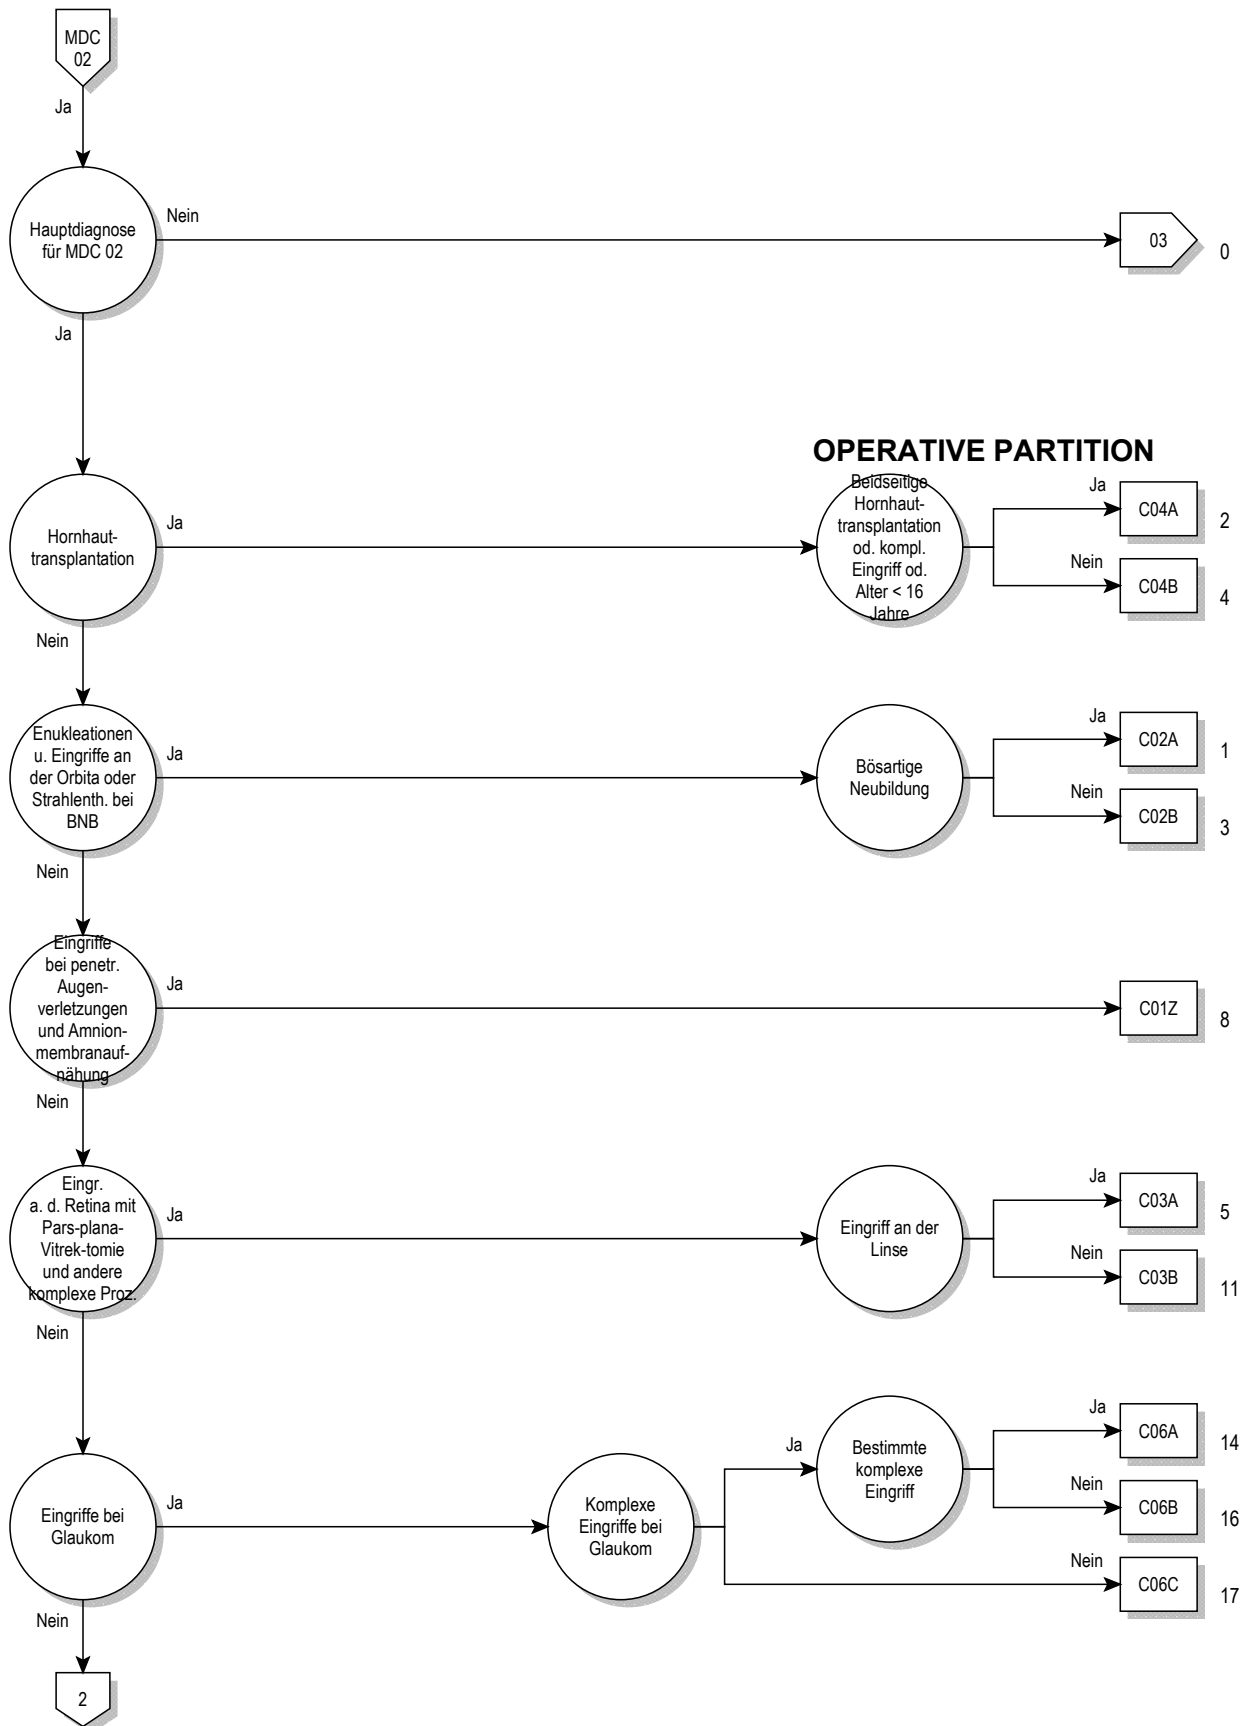 MDC
02
Ja
Hauptdiagnose
für MDC 02
Nein
03
0
Ja
OPERATIVE PARTITION
Hornhaut-
transplantation
Ja
Beidseitige
Hornhaut-
transplantation
od. kompl.
Eingriff od.
Alter < 16
Jahre
Ja
C04A
2
Nein
C04B
4
Nein
Enukleationen
u. Eingriffe an
der Orbita oder
Strahlenth. bei
BNB
Ja
Bösartige
Neubildung
Ja
C02A
1
Nein
C02B
3
Nein
Eingriffe
bei penetr.
Augen-
verletzungen
und Amnion-
membranauf-
nähung
Ja
C01Z
8
Nein
Eingr.
a. d. Retina mit
Pars-plana-
Vitrek-tomie
und andere
komplexe Proz.
Ja
Eingriff an der
Linse
Ja
C03A
5
Nein
C03B
11
Nein
Eingriffe bei
Glaukom
Ja
Komplexe
Eingriffe bei
Glaukom
Ja
Bestimmte
komplexe
Eingriff
Ja
C06A
14
Nein
C06B
16
Nein
C06C
17
Nein
2